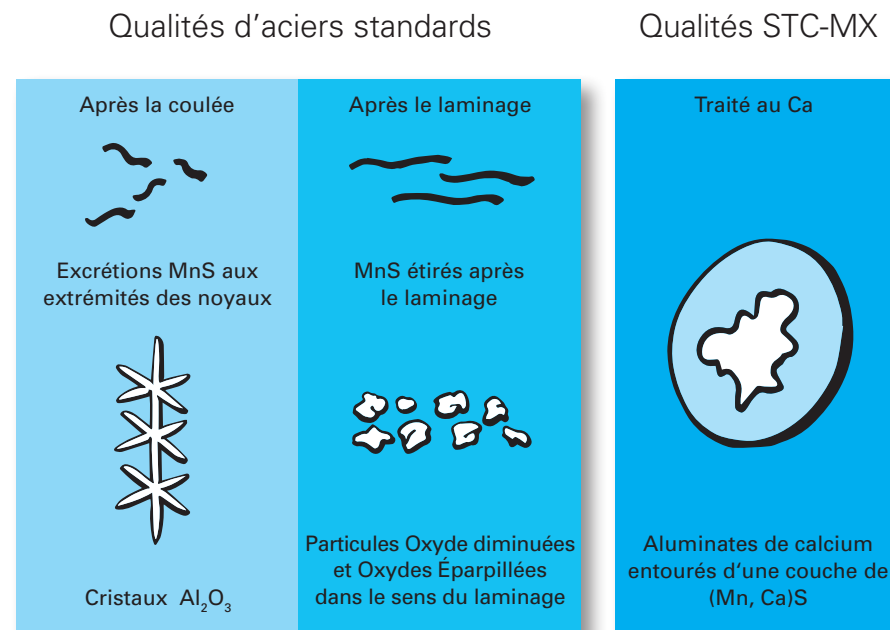 Qualités d’aciers standards
Qualités STC-MX
Après la coulée
Excrétions MnS aux
extrémités des noyaux
Cristaux Al₂O₃
Après le laminage
MnS étirés après
le laminage
Particules Oxyde diminuées
et Oxydes Éparpillées
dans le sens du laminage
Traité au Ca
Aluminates de calcium
entourés d‘une couche de
(Mn, Ca)S